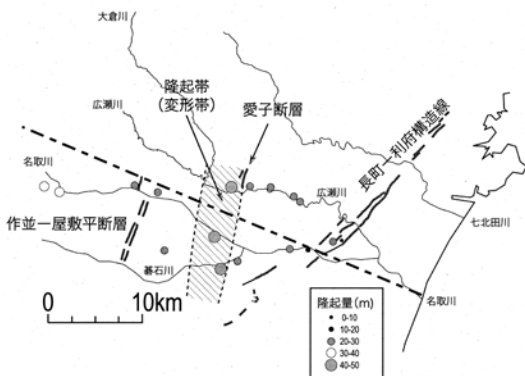 大倉川
隆起帯
(変形帯)
愛子断層
広瀬川
長町ー利府構造線
名取川
広瀬川
七北田川
作並ー屋敷平断層
碁石川
名取川
0 10km
隆起量(m)
0-10
10-20
20-30
30-40
40-50